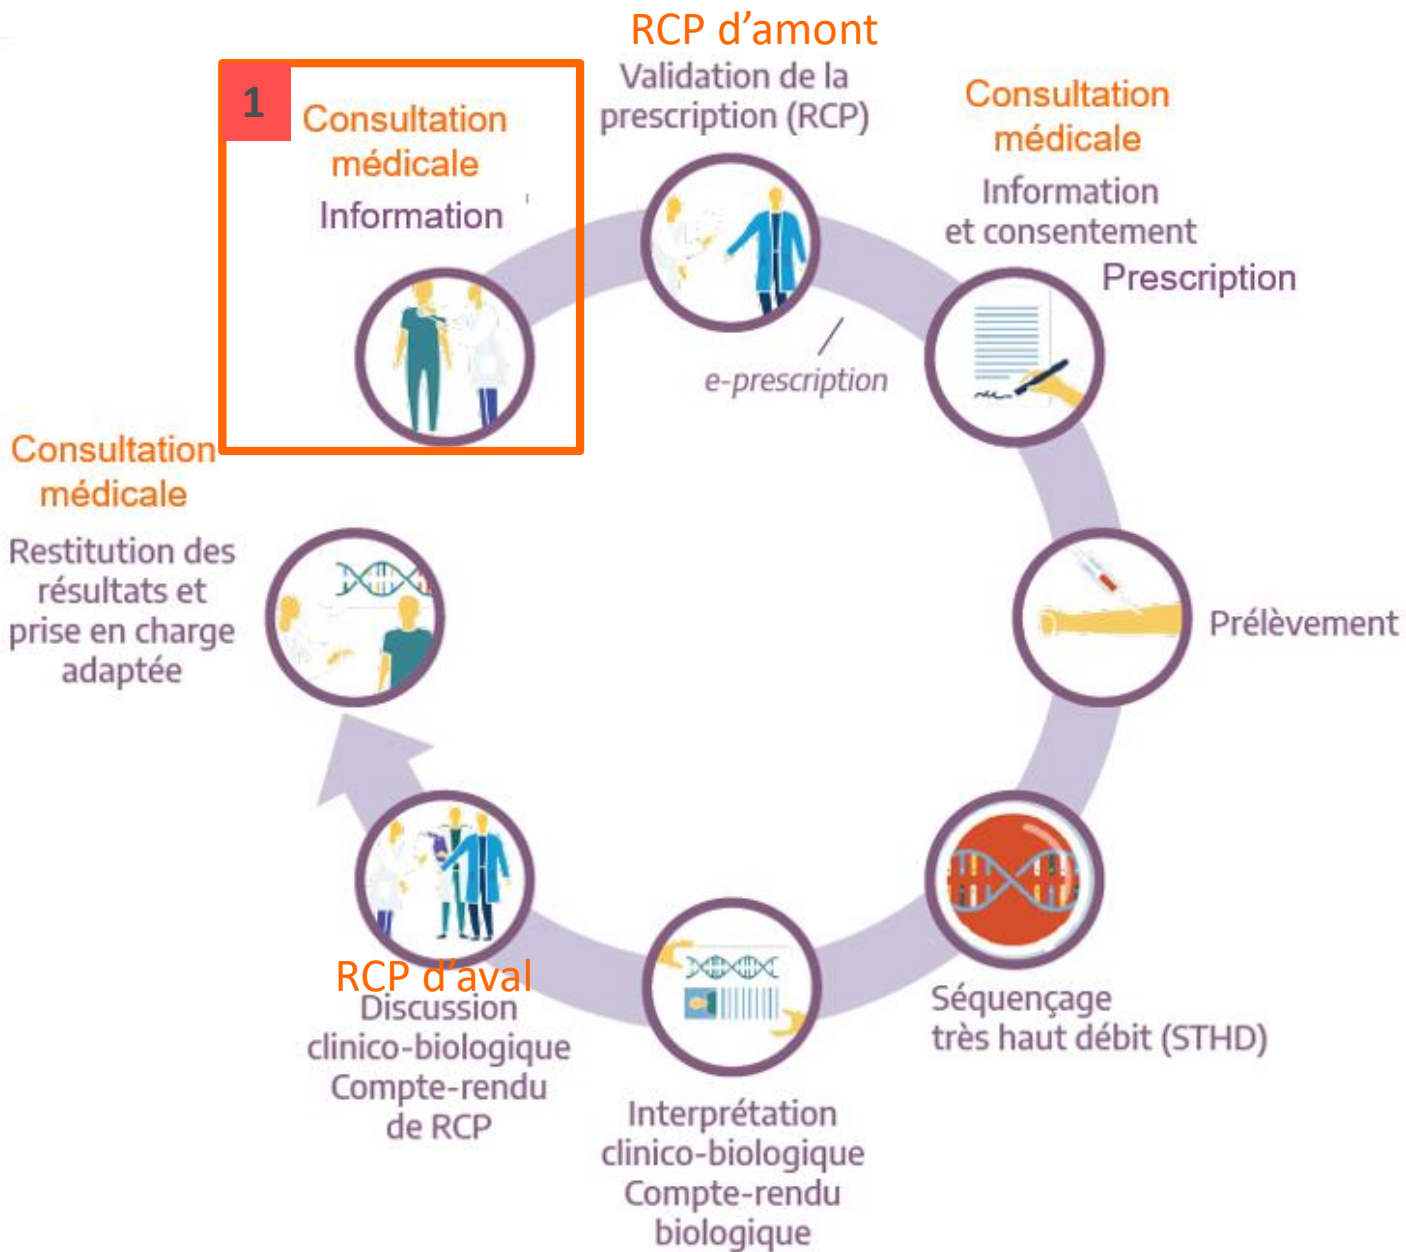 1
Consultation
médicale
Information
RCP d’amont
Validation de la
prescription (RCP)
e-prescription
Consultation
médicale
Information
et consentement
Prescription
Prélèvement
Séquençage
très haut débit (STHD)
Interprétation
clinico-biologique
Compte-rendu
biologique
RCP d’aval
Discussion
clinico-biologique
Compte-rendu
de RCP
Consultation
médicale
Restitution des
résultats et
prise en charge
adaptée